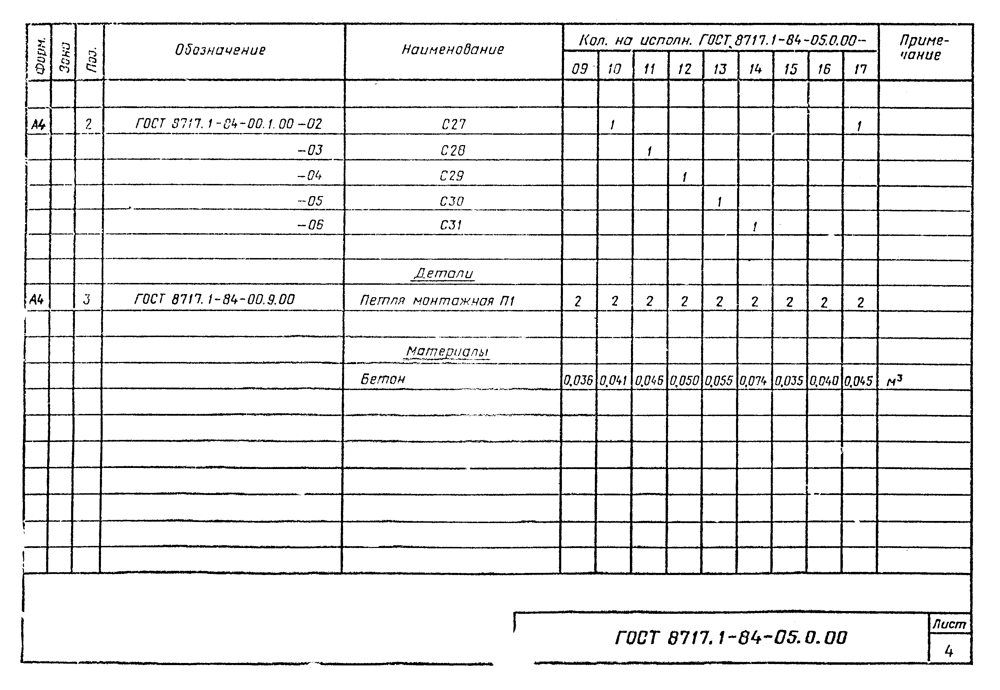 Форм. Зона Поз. Обозначение Наименование Кол. на исполн. ГОСТ 8717.1-84-05.0.00- Приме-
чание
09 10 11 12 13 14 15 16 17
А4 2 ГОСТ 8717.1-84-00.1.00-02 С27 1 1
-03 С28 1
-04 С29 1
-05 С30 1
-06 С31 1
Детали
А4 3 ГОСТ 8717.1-84-00.9.00 Петля монтажная П1 2 2 2 2 2 2 2 2 2
Материалы
Бетон 0,036 0,041 0,046 0,050 0,055 0,074 0,035 0,040 0,045 м³
ГОСТ 8717.1-84-05.0.00
Лист
4